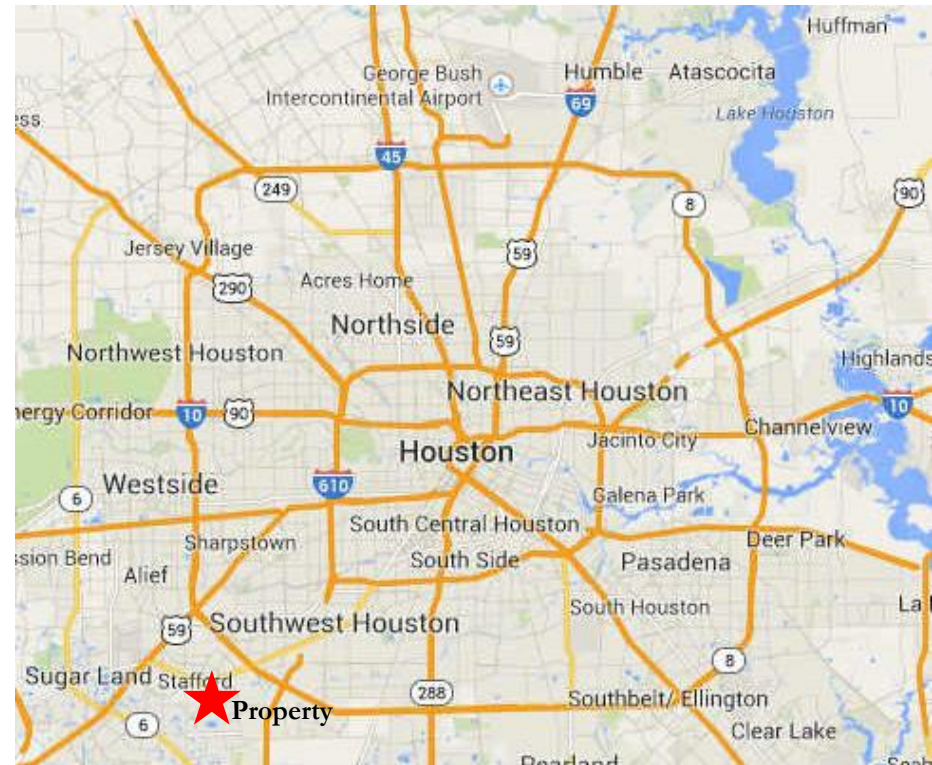 Huffman
George Bush
Intercontinental Airport
Humble
Atascocita
69
Lake Houston
ess
45
249
8
90
Jersey Village
59
290
Acres Home
Northside
59
Northwest Houston
Highlands
Northeast Houston
nergy Corridor
10
90
10
Channelview
Jacinto City
Houston
Westside
610
6
Galena Park
South Central Houston
Sharpstown
Deer Park
ssion Bend
South Side
Pasadena
Alief
South Houston
La
59
Southwest Houston
8
Sugar Land
Stafford
288
Southbelt/ Ellington
Property
6
Clear Lake
Pearland
Seab